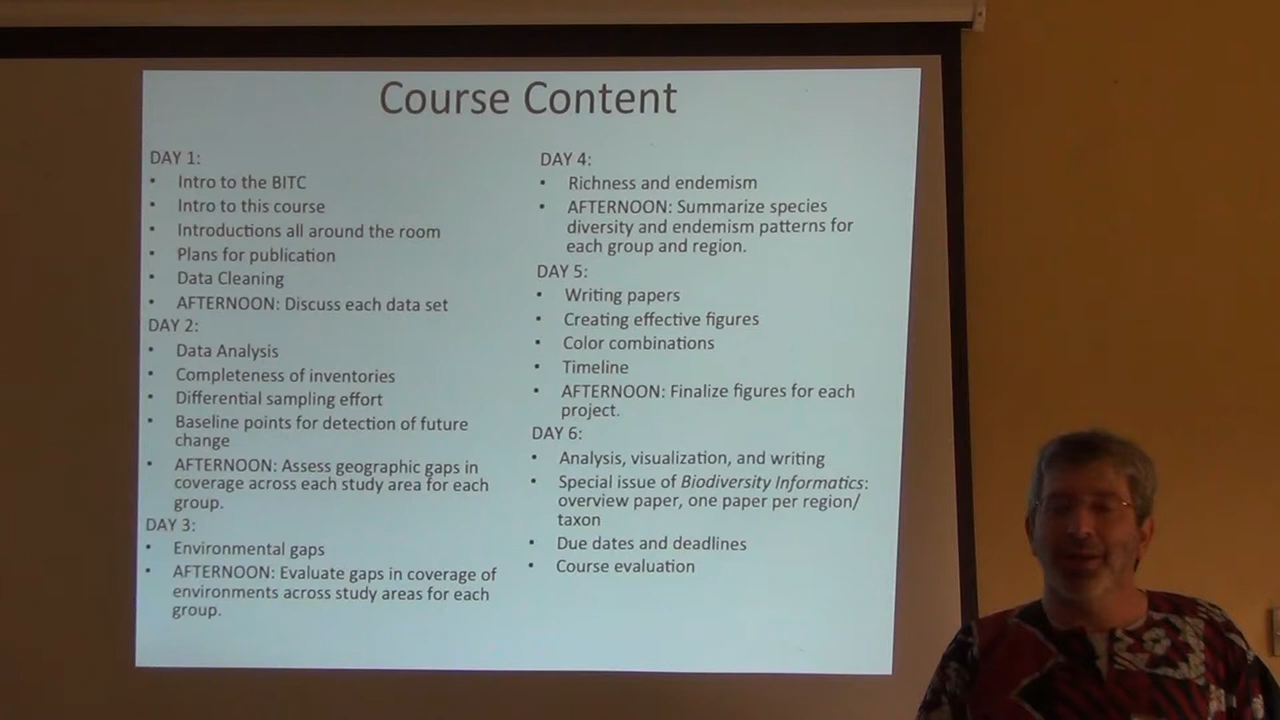 Course Content
DAY 1:
• Intro to the BITC
• Intro to this course
• Introductions all around the room
• Plans for publication
• Data Cleaning
• AFTERNOON: Discuss each data set
DAY 2:
• Data Analysis
• Completeness of inventories
• Differential sampling effort
• Baseline points for detection of future
change
• AFTERNOON: Assess geographic gaps in
coverage across each study area for each
group.
DAY 3:
• Environmental gaps
• AFTERNOON: Evaluate gaps in coverage of
environments across study areas for each
group.
DAY 4:
• Richness and endemism
• AFTERNOON: Summarize species
diversity and endemism patterns for
each group and region.
DAY 5:
• Writing papers
• Creating effective figures
• Color combinations
• Timeline
• AFTERNOON: Finalize figures for each
project.
DAY 6:
• Analysis, visualization, and writing
• Special issue of Biodiversity Informatics:
overview paper, one paper per region/
taxon
• Due dates and deadlines
• Course evaluation